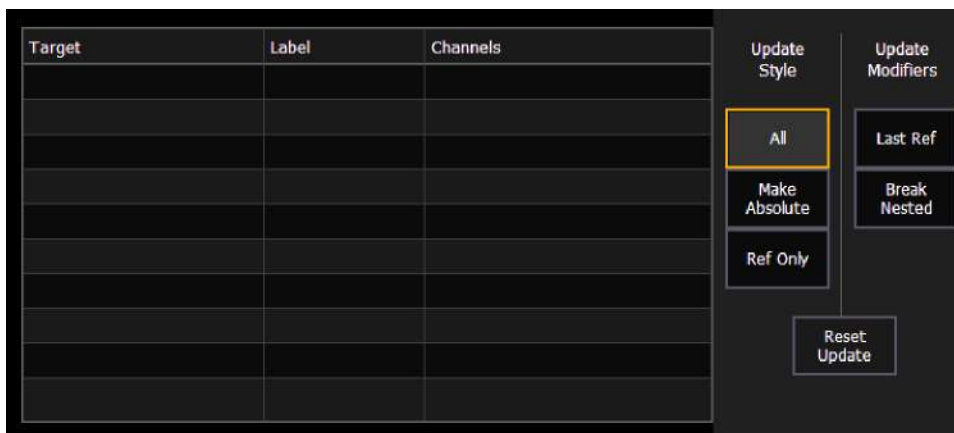 Target Label Channels
Update Style
Update Modifiers
All
Last Ref
Make Absolute
Break Nested
Ref Only
Reset Update